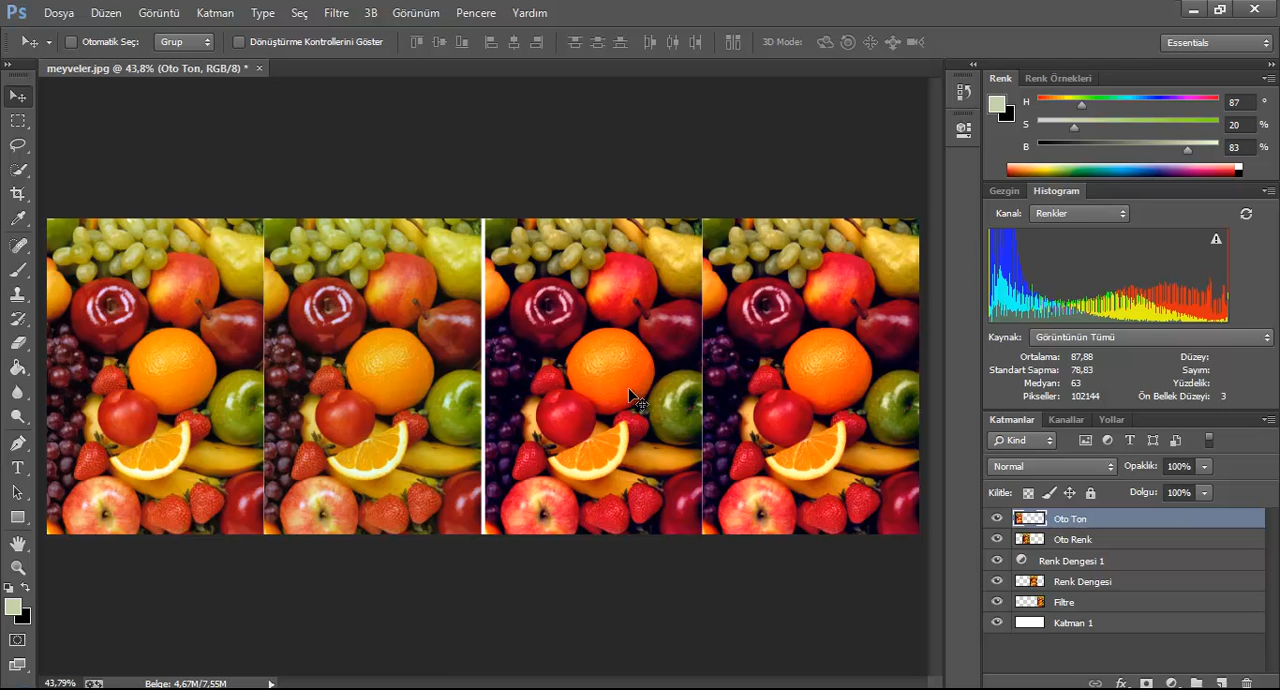 Ps Dosya Düzen Görüntü Katman Type Seç Filtre 3B Görünüm Pencere Yardım
Otomatik Seç: Grup Dönüştürme Kontrollerini Göster 3D Mode: Essentials
meyveler.jpg @ 43,8% (Oto Ton, RGB/8) * ×
Renk Renk Örnekleri
H 87 °
S 20 %
B 83 %
Gezgin Histogram
Kanal: Renkler
Kaynak: Görüntünün Tümü
Ortalama: 87,88 Düzey:
Standart Sapma: 78,83 Sayım:
Medyan: 63 Yüzdelik:
Pikseller: 102144 Ön Bellek Düzeyi: 3
Katmanlar Kanallar Yollar
Kind
Normal Opaklık: 100%
Kilitle: Dolgu: 100%
Oto Ton
Oto Renk
Renk Dengesi 1
Renk Dengesi
Filtre
Katman 1
43,79% Belge: 4,67M/7,55M